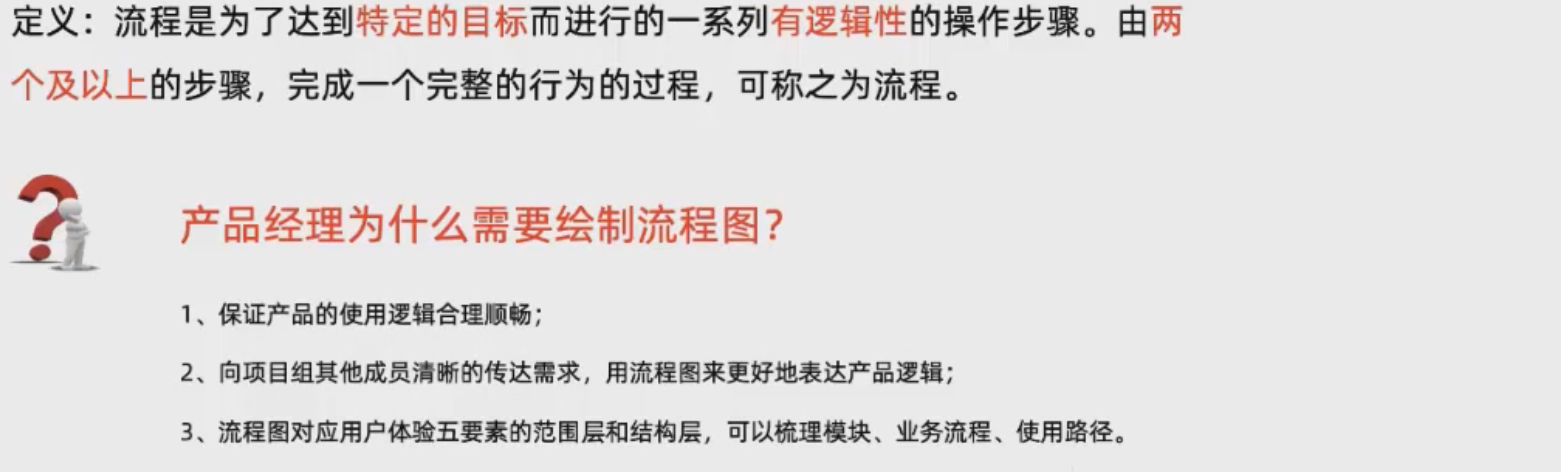 定义：流程是为了达到特定的目标而进行的一系列有逻辑性的操作步骤。由两
个及以上的步骤，完成一个完整的行为的过程，可称之为流程。
产品经理为什么需要绘制流程图？
1、保证产品的使用逻辑合理顺畅；
2、向项目组其他成员清晰的传达需求，用流程图来更好地表达产品逻辑；
3、流程图对应用户体验五要素的范围层和结构层，可以梳理模块、业务流程、使用路径。